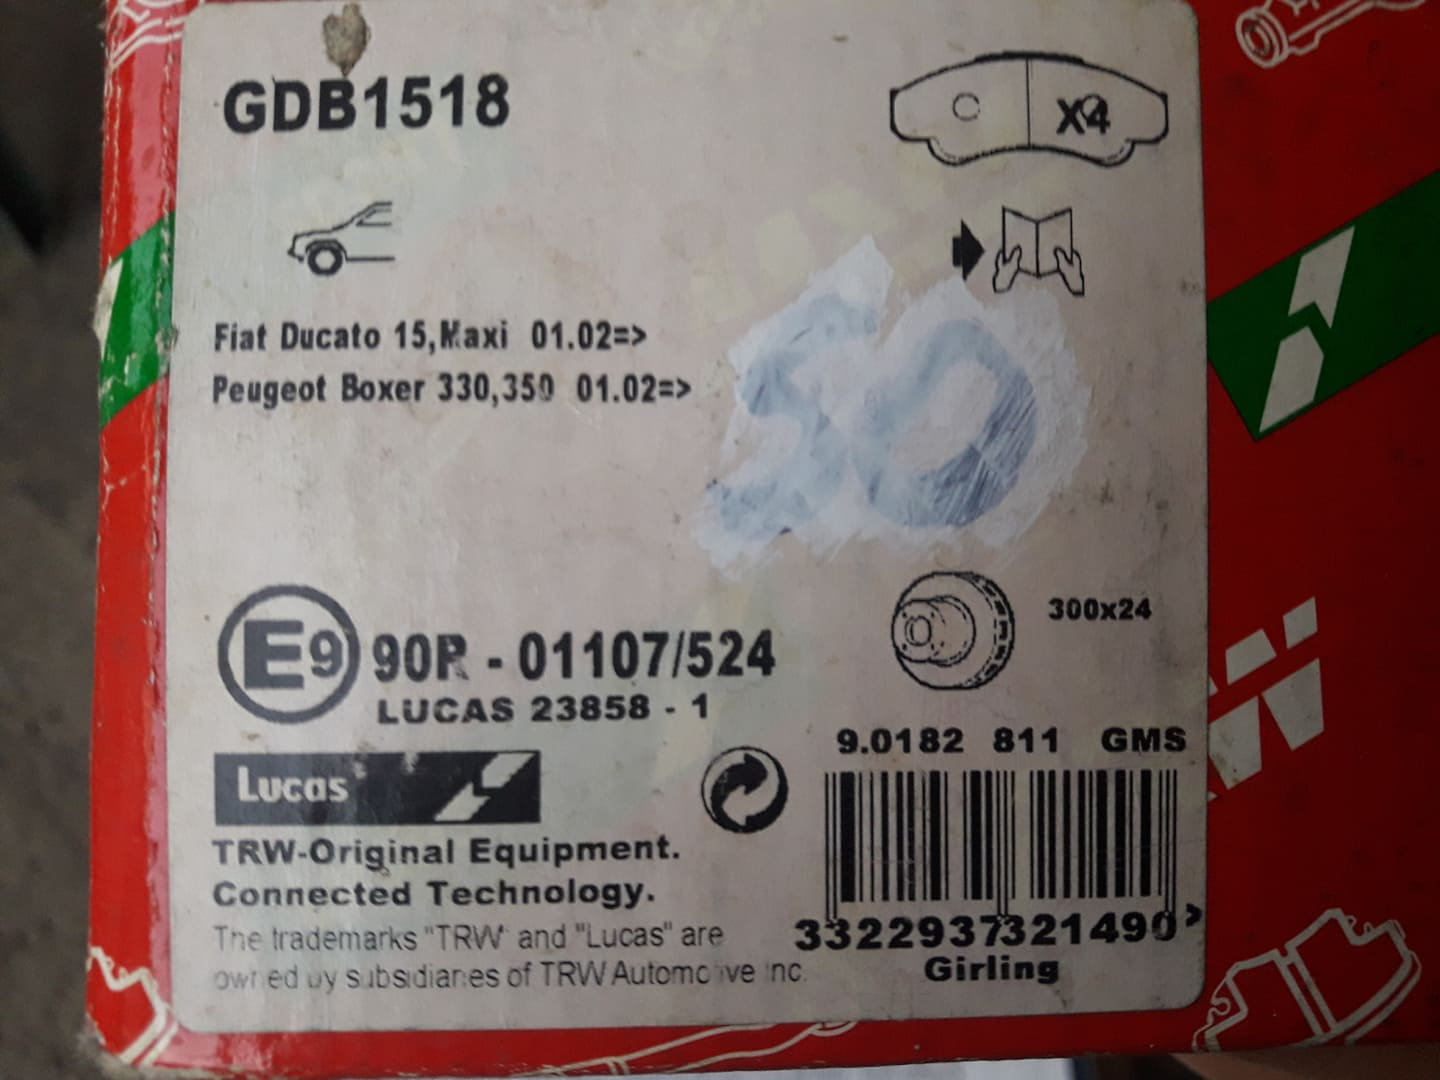 GDB1518
X4
Fiat Ducato 15,Maxi 01.02=>
Peugeot Boxer 330,350 01.02=>
50
300x24
E9 90R - 01107/524
LUCAS 23858 - 1
9.0182 811 GMS
Lucas
TRW-Original Equipment.
Connected Technology.
The trademarks "TRW" and "Lucas" are
owned by subsidiaries of TRW Automotive Inc.
3322937321490>
Girling